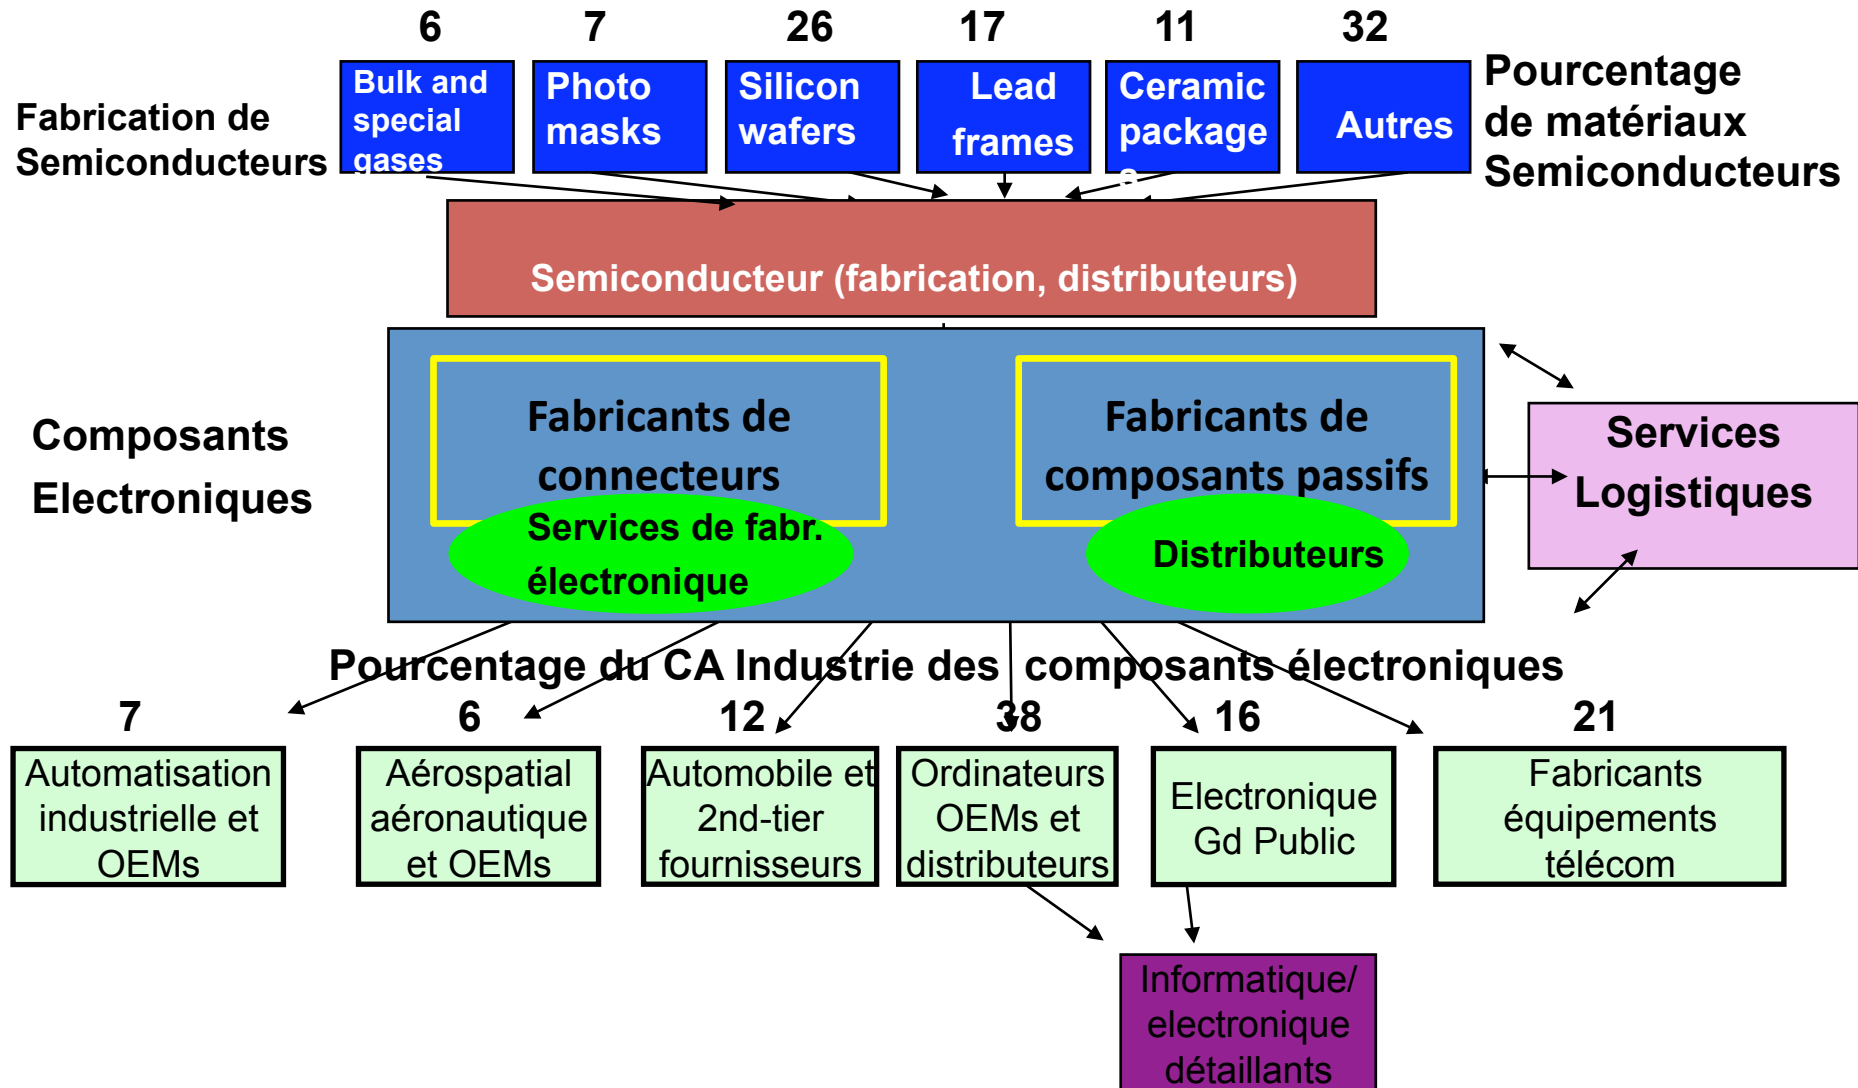 6 7 26 17 11 32
Fabrication de
Semiconducteurs
Bulk and
special
gases
Photo
masks
Silicon
wafers
Lead
frames
Ceramic
package
s
Autres
Pourcentage
de matériaux
Semiconducteurs
Semiconducteur (fabrication, distributeurs)
Composants
Electroniques
Fabricants de
connecteurs
Services de fabr.
électronique
Fabricants de
composants passifs
Distributeurs
Services
Logistiques
Pourcentage du CA Industrie des composants électroniques
7 6 12 38 16 21
Automatisation
industrielle et
OEMs
Aérospatial
aéronautique
et OEMs
Automobile et
2nd-tier
fournisseurs
Ordinateurs
OEMs et
distributeurs
Electronique
Gd Public
Fabricants
équipements
télécom
Informatique/
electronique
détaillants